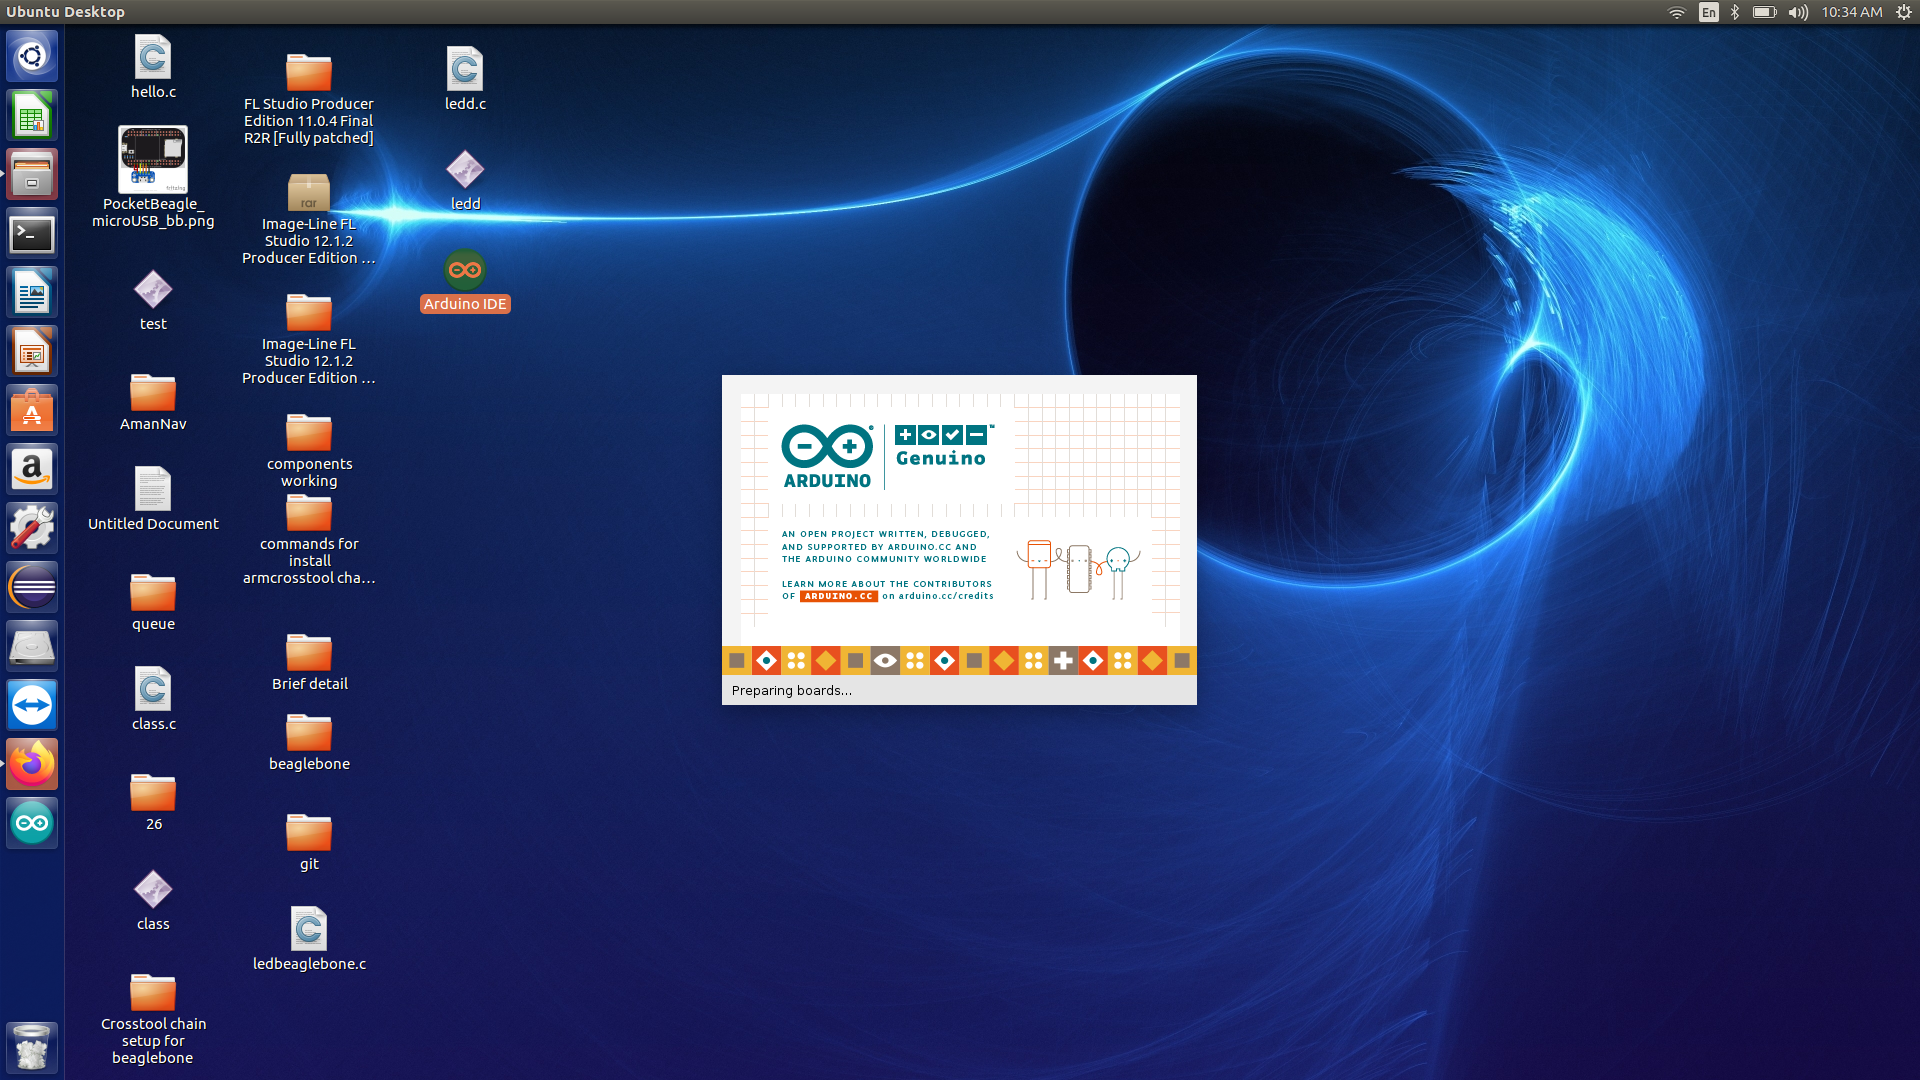 Ubuntu Desktop
En
10:34 AM
hello.c
PocketBeagle_
microUSB_bb.png
test
AmanNav
Untitled Document
queue
class.c
26
class
Crosstool chain
setup for
beaglebone
FL Studio Producer
Edition 11.0.4 Final
R2R [Fully patched]
rar
Image-Line FL
Studio 12.1.2
Producer Edition ...
Image-Line FL
Studio 12.1.2
Producer Edition ...
components
working
commands for
install
armcrosstool cha...
Brief detail
beaglebone
git
ledbeaglebone.c
ledd.c
ledd
Arduino IDE
ARDUINO
Genuino
AN OPEN PROJECT WRITTEN, DEBUGGED,
AND SUPPORTED BY ARDUINO.CC AND
THE ARDUINO COMMUNITY WORLDWIDE
LEARN MORE ABOUT THE CONTRIBUTORS
OF ARDUINO.CC on arduino.cc/credits
Preparing boards...